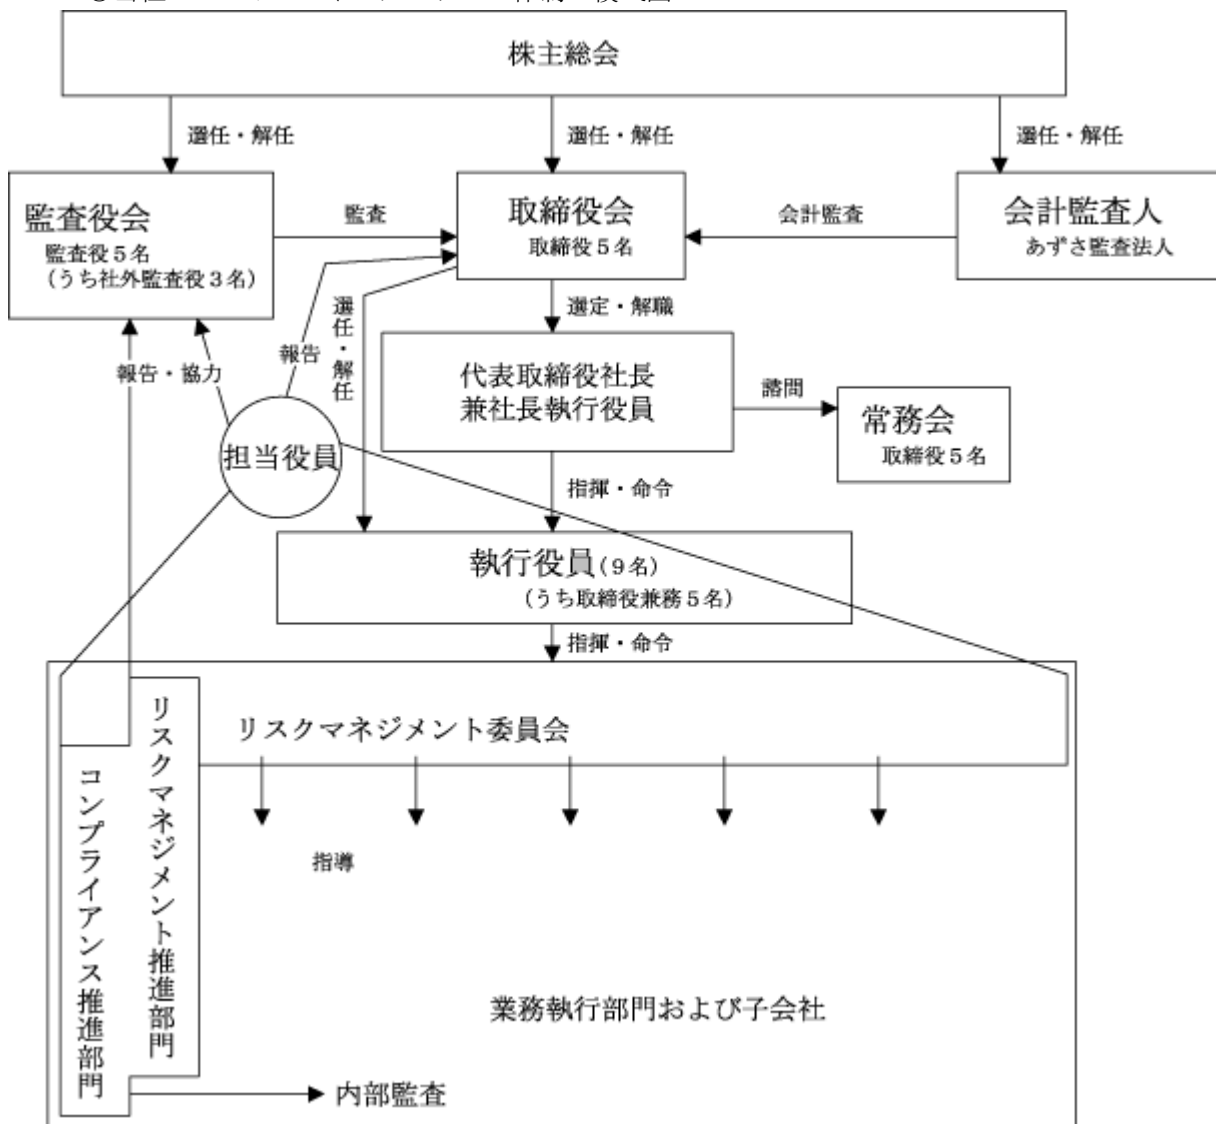 株主総会
選任・解任
選任・解任
選任・解任
監査役会
監査役５名
（うち社外監査役３名）
監査
取締役会
取締役５名
会計監査
会計監査人
あずさ監査法人
選任・解任
報告
選定・解職
報告・協力
代表取締役社長
兼社長執行役員
諮問
常務会
取締役５名
担当役員
指揮・命令
執行役員（９名）
（うち取締役兼務５名）
指揮・命令
リスクマネジメント委員会
リスクマネジメント推進部門
コンプライアンス推進部門
指導
業務執行部門および子会社
内部監査